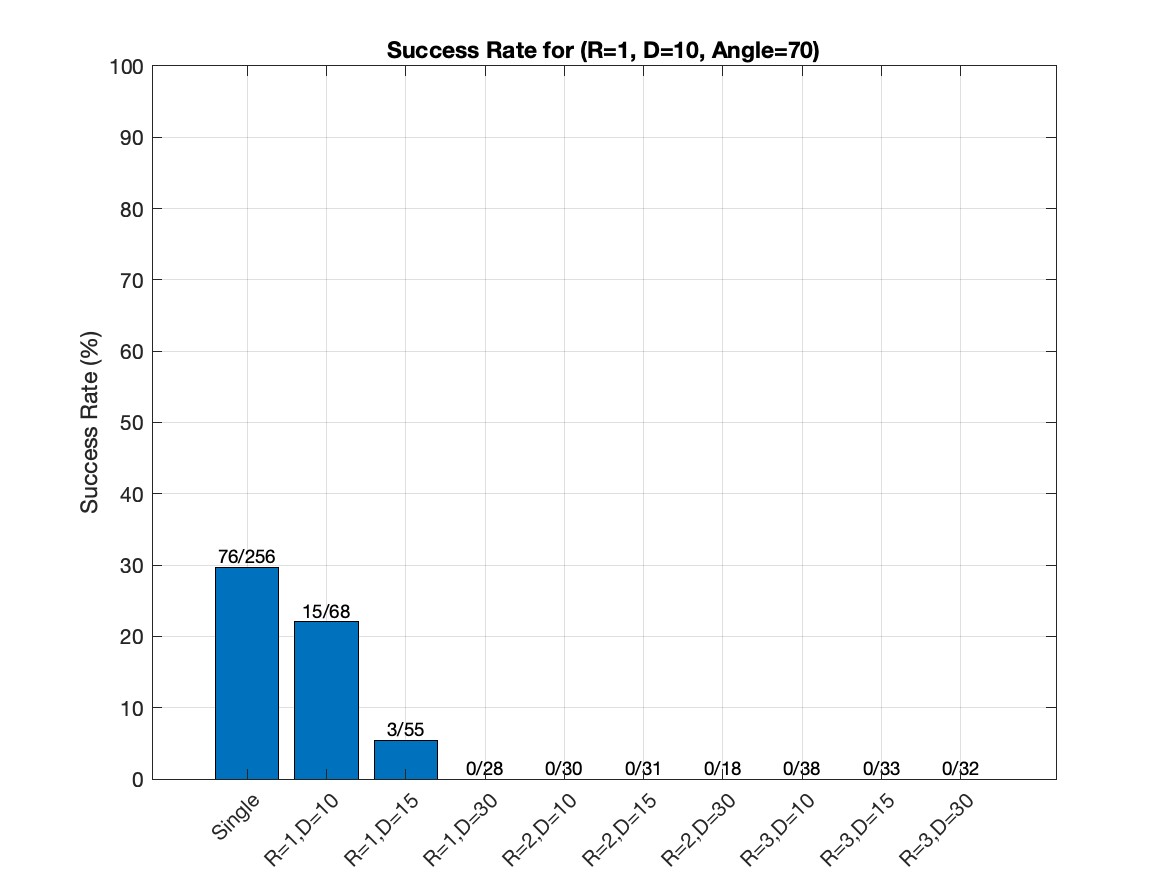 Success Rate for (R=1, D=10, Angle=70)
100
90
80
70
60
50
40
30
20
10
0
Success Rate (%)
76/256
15/68
3/55
0/28
0/30
0/31
0/18
0/38
0/33
0/32
Single
R=1,D=10
R=1,D=15
R=1,D=30
R=2,D=10
R=2,D=15
R=2,D=30
R=3,D=10
R=3,D=15
R=3,D=30